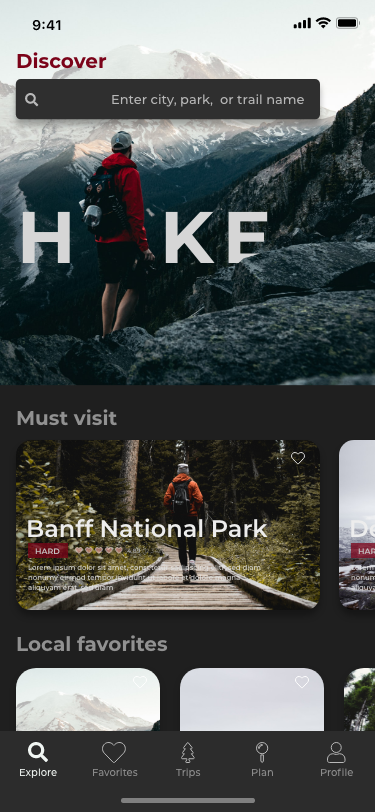 9:41
Discover
Enter city, park, or trail name
H KE
Must visit
Banff National Park
HARD
Lorem ipsum dolor sit amet, consetetur sadipscing elitr, sed diam
nonumy eirmod tempor invidunt ut labore et dolore magna
aliquyam erat, sed diam
De
HAR
Local favorites
Explore
Favorites
Trips
Plan
Profile